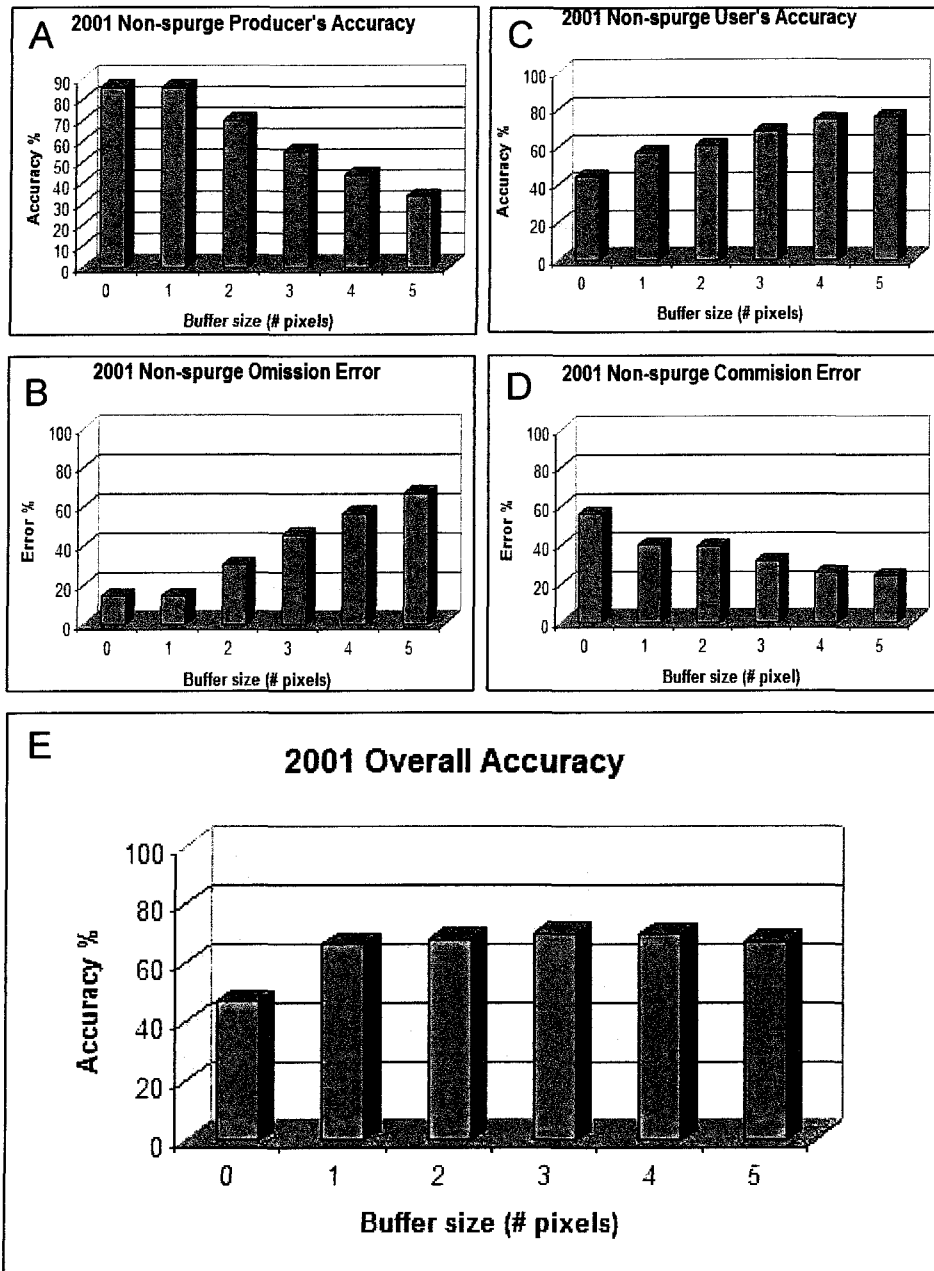 A
2001 Non-spurge Producer's Accuracy
Accuracy %
90
80
70
60
50
40
30
20
10
0
0 1 2 3 4 5
Buffer size (# pixels)
C
2001 Non-spurge User's Accuracy
Accuracy %
100
80
60
40
20
0
0 1 2 3 4 5
Buffer size (# pixels)
B
2001 Non-spurge Omission Error
Error %
100
80
60
40
20
0
0 1 2 3 4 5
Buffer size (# pixels)
D
2001 Non-spurge Commision Error
Error %
100
80
60
40
20
0
0 1 2 3 4 5
Buffer size (# pixel)
E
2001 Overall Accuracy
Accuracy %
100
80
60
40
20
0
0 1 2 3 4 5
Buffer size (# pixels)